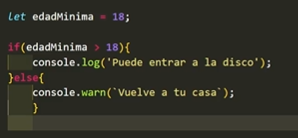 let edadMinima = 18;
if(edadMinima > 18){
console.log('Puede entrar a la disco');
}else{
console.warn(`Vuelve a tu casa`);
}